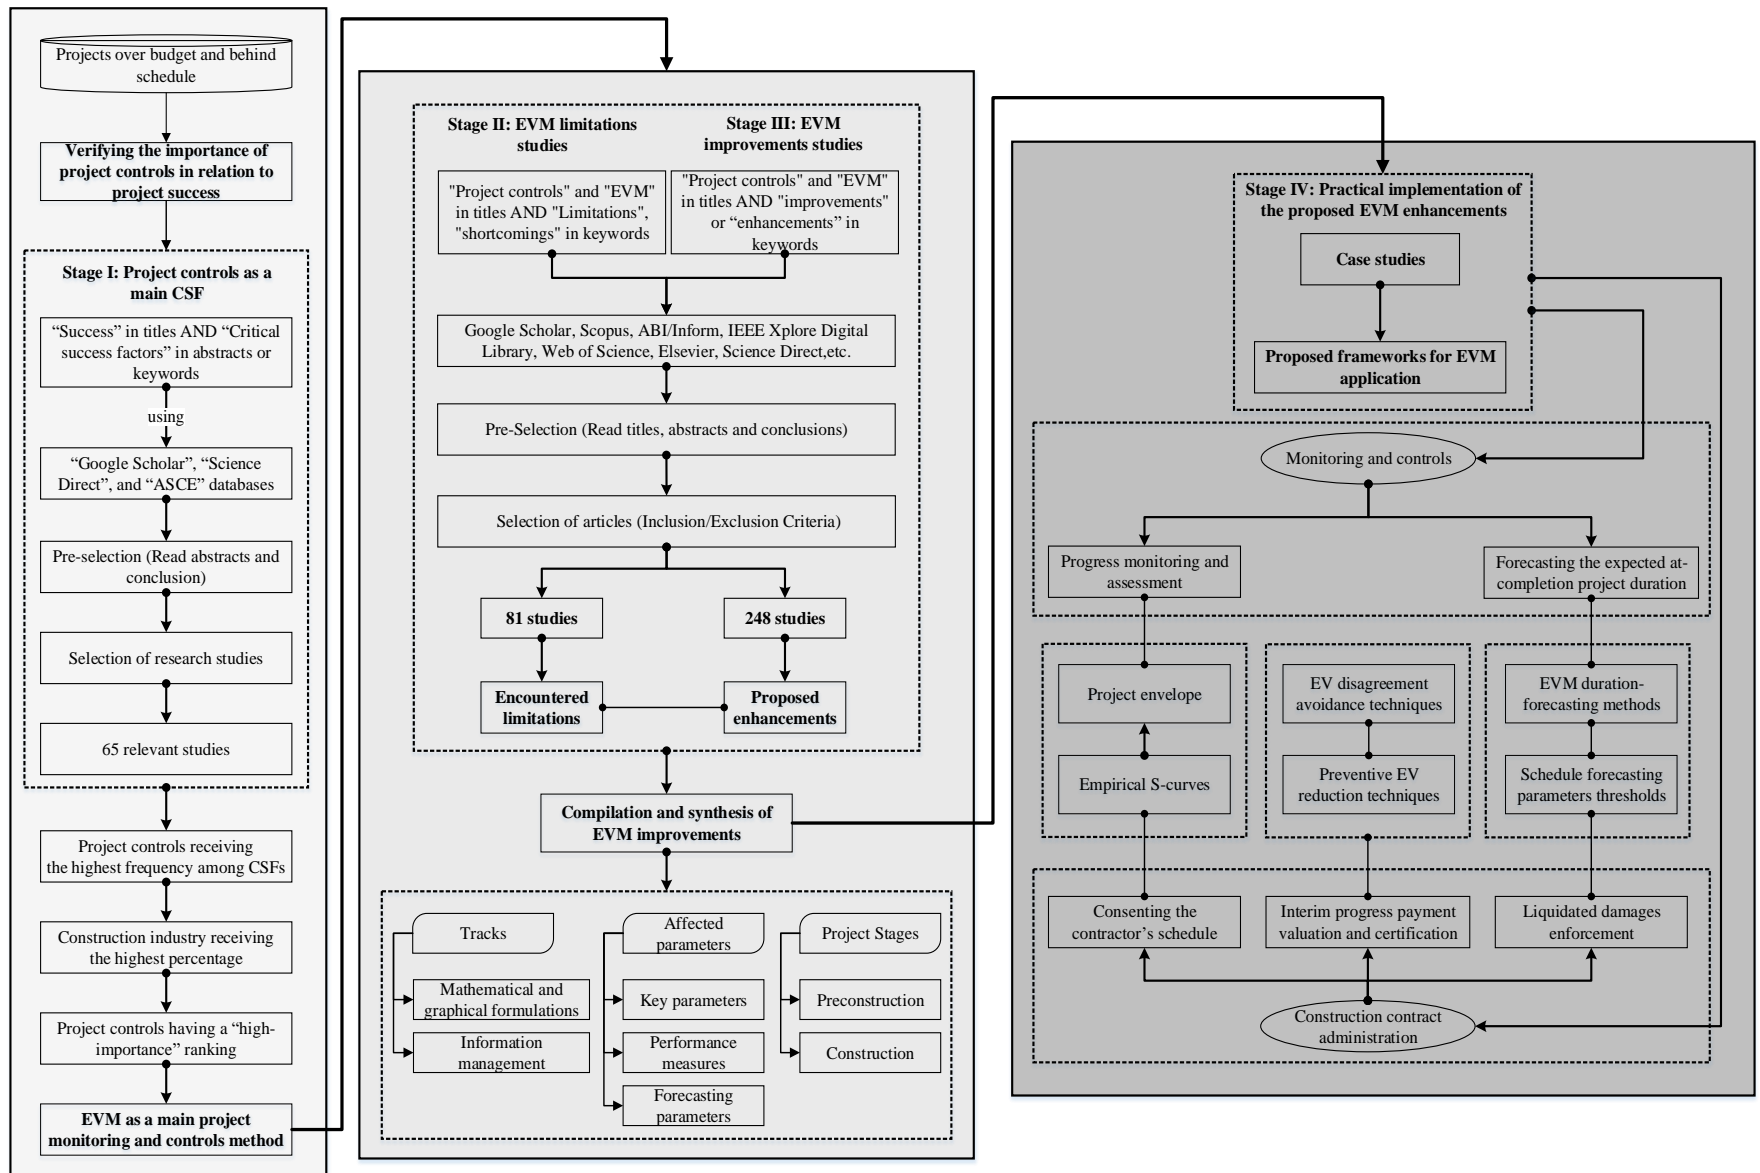 Projects over budget and behind
schedule
Verifying the importance of
project controls in relation to
project success
Stage I: Project controls as a
main CSF
“Success” in titles AND “Critical
success factors” in abstracts or
keywords
using
“Google Scholar”, “Science
Direct”, and “ASCE” databases
Pre-selection (Read abstracts and
conclusion)
Selection of research studies
65 relevant studies
Project controls receiving
the highest frequency among CSFs
Construction industry receiving
the highest percentage
Project controls having a “high-
importance” ranking
EVM as a main project
monitoring and controls method
Stage II: EVM limitations
studies
"Project controls" and "EVM"
in titles AND "Limitations",
"shortcomings" in keywords
Stage III: EVM
improvements studies
"Project controls" and "EVM"
in titles AND "improvements"
or “enhancements” in
keywords
Google Scholar, Scopus, ABI/Inform, IEEE Xplore Digital
Library, Web of Science, Elsevier, Science Direct,etc.
Pre-Selection (Read titles, abstracts and conclusions)
Selection of articles (Inclusion/Exclusion Criteria)
81 studies
248 studies
Encountered
limitations
Proposed
enhancements
Compilation and synthesis of
EVM improvements
Tracks
Mathematical and
graphical formulations
Information
management
Affected
parameters
Key parameters
Performance
measures
Forecasting
parameters
Project Stages
Preconstruction
Construction
Stage IV: Practical implementation of
the proposed EVM enhancements
Case studies
Proposed frameworks for EVM
application
Monitoring and controls
Progress monitoring and
assessment
Forecasting the expected at-
completion project duration
Project envelope
Empirical S-curves
EV disagreement
avoidance techniques
Preventive EV
reduction techniques
EVM duration-
forecasting methods
Schedule forecasting
parameters thresholds
Consenting the
contractor’s schedule
Interim progress payment
valuation and certification
Liquidated damages
enforcement
Construction contract
administration